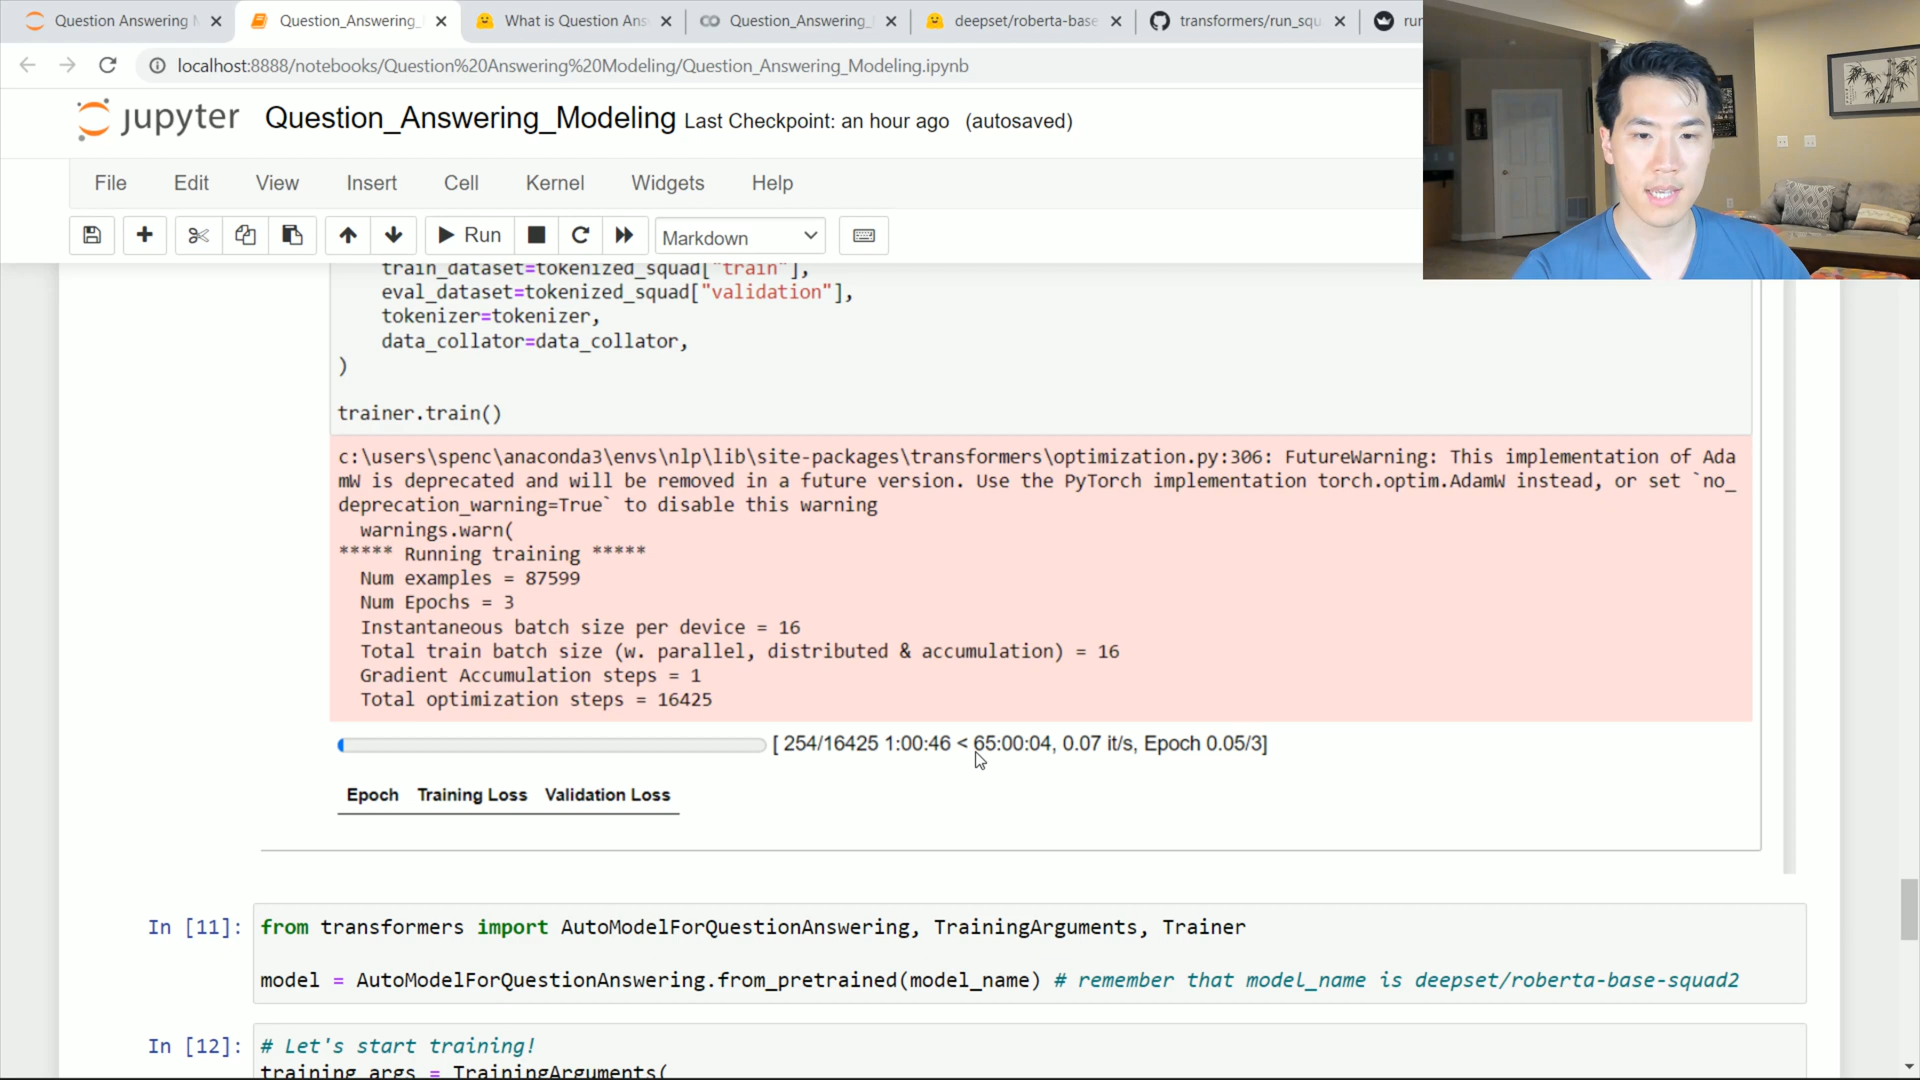 Question Answering M
Question_Answering_
What is Question Ans
Question_Answering_
deepset/roberta-base
transformers/run_squ
run
localhost:8888/notebooks/Question%20Answering%20Modeling/Question_Answering_Modeling.ipynb
jupyter Question_Answering_Modeling Last Checkpoint: an hour ago (autosaved)
File Edit View Insert Cell Kernel Widgets Help
Run Markdown
train_dataset=tokenized_squad["train"],
eval_dataset=tokenized_squad["validation"],
tokenizer=tokenizer,
data_collator=data_collator,
)
trainer.train()
c:\users\spenc\anaconda3\envs\nlp\lib\site-packages\transformers\optimization.py:306: FutureWarning: This implementation of Ada
mW is deprecated and will be removed in a future version. Use the PyTorch implementation torch.optim.AdamW instead, or set `no_
deprecation_warning=True` to disable this warning
warnings.warn(
***** Running training *****
Num examples = 87599
Num Epochs = 3
Instantaneous batch size per device = 16
Total train batch size (w. parallel, distributed & accumulation) = 16
Gradient Accumulation steps = 1
Total optimization steps = 16425
[ 254/16425 1:00:46 < 65:00:04, 0.07 it/s, Epoch 0.05/3]
Epoch Training Loss Validation Loss
In [11]: from transformers import AutoModelForQuestionAnswering, TrainingArguments, Trainer
model = AutoModelForQuestionAnswering.from_pretrained(model_name) # remember that model_name is deepset/roberta-base-squad2
In [12]: # Let's start training!
training_args = TrainingArguments(